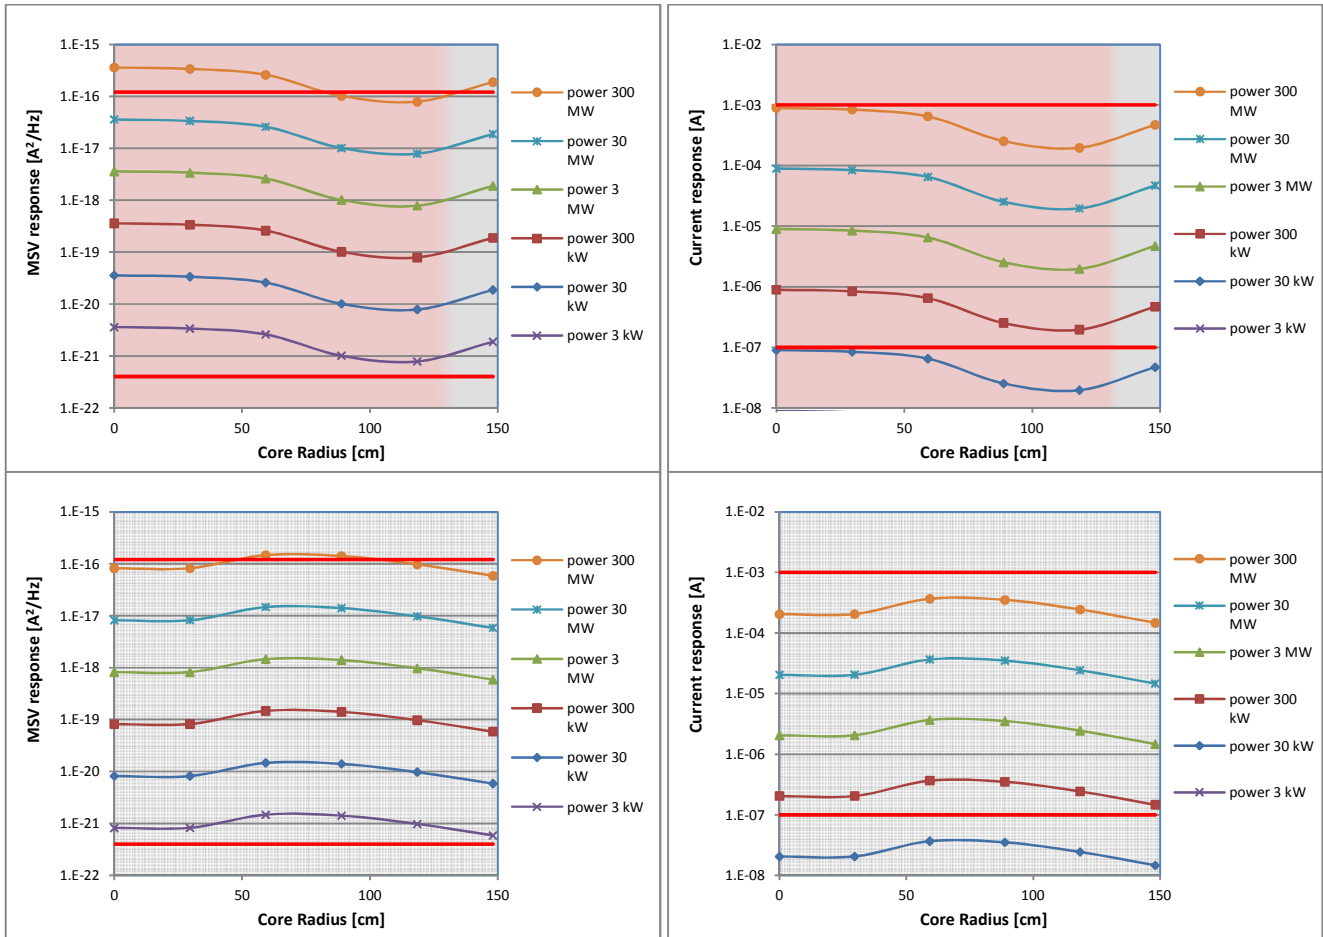 1.E-15
1.E-16
1.E-17
1.E-18
1.E-19
1.E-20
1.E-21
1.E-22
MSV response [A²/Hz]
0
50
100
150
Core Radius [cm]
power 300
MW
power 30
MW
power 3
MW
power 300
kW
power 30
kW
power 3 kW
1.E-02
1.E-03
1.E-04
1.E-05
1.E-06
1.E-07
1.E-08
Current response [A]
0
50
100
150
Core Radius [cm]
power 300
MW
power 30
MW
power 3 MW
power 300
kW
power 30 kW
power 3 kW
1.E-15
1.E-16
1.E-17
1.E-18
1.E-19
1.E-20
1.E-21
1.E-22
MSV response [A²/Hz]
0
50
100
150
Core Radius [cm]
power 300
MW
power 30
MW
power 3
MW
power 300
kW
power 30
kW
power 3 kW
1.E-02
1.E-03
1.E-04
1.E-05
1.E-06
1.E-07
1.E-08
Current response [A]
0
50
100
150
Core Radius [cm]
power 300
MW
power 30
MW
power 3 MW
power 300
kW
power 30 kW
power 3 kW